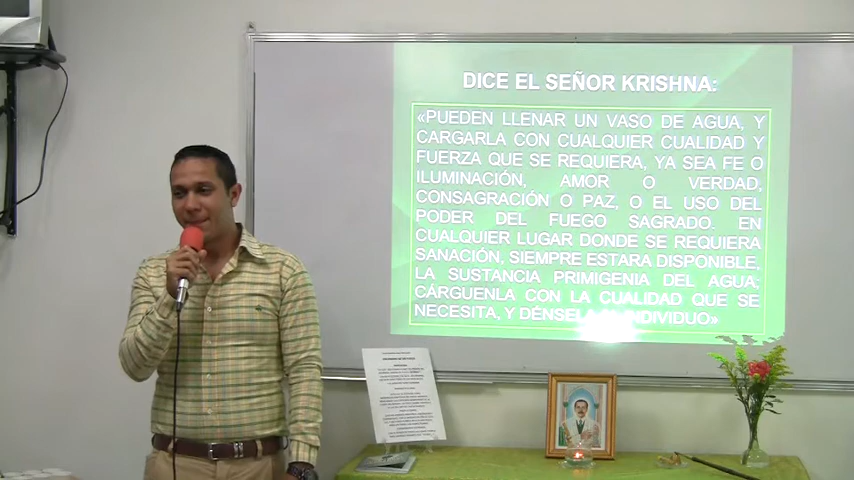 DICE EL SEÑOR KRISHNA:
«PUEDEN LLENAR UN VASO DE AGUA, Y
CARGARLA CON CUALQUIER CUALIDAD Y
FUERZA QUE SE REQUIERA, YA SEA FE O
ILUMINACIÓN, AMOR O VERDAD,
CONSAGRACIÓN O PAZ, O EL USO DEL
PODER DEL FUEGO SAGRADO. EN
CUALQUIER LUGAR DONDE SE REQUIERA
SANACIÓN, SIEMPRE ESTARA DISPONIBLE,
LA SUSTANCIA PRIMIGENIA DEL AGUA;
CÁRGUENLA CON LA CUALIDAD QUE SE
NECESITA, Y DÉNSELA INDIVIDUO»